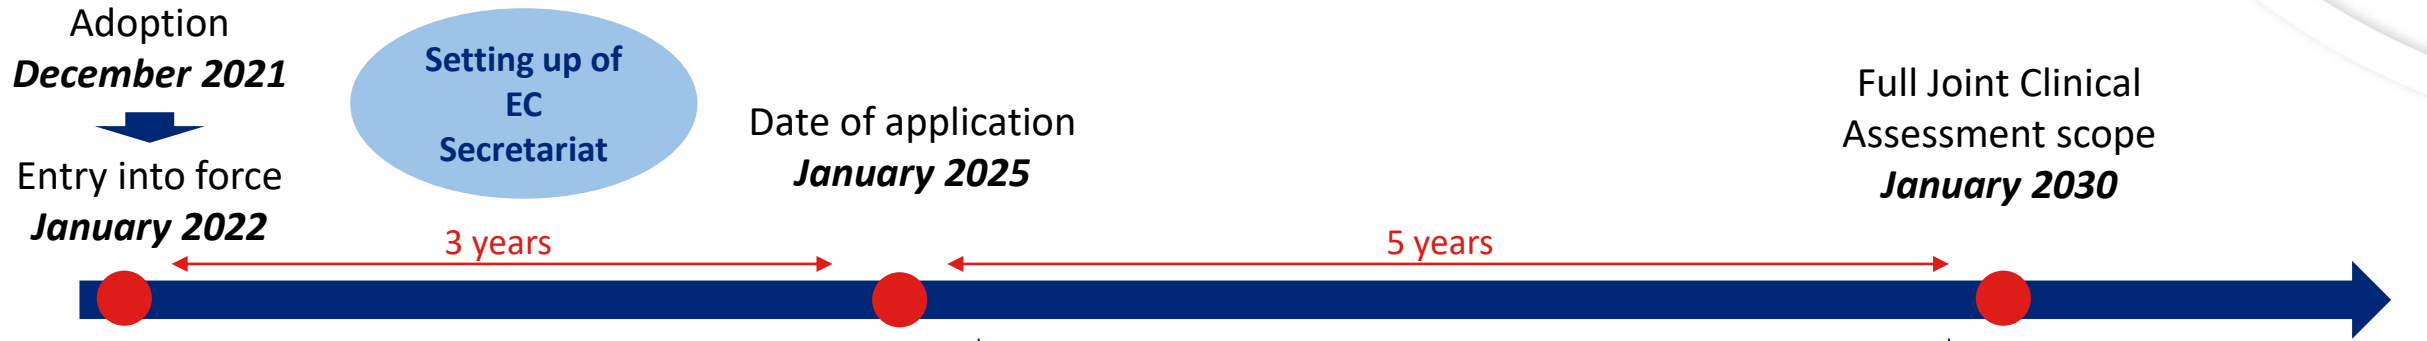 Adoption
December 2021
Entry into force
January 2022
Setting up of
EC
Secretariat
Date of application
January 2025
Full Joint Clinical
Assessment scope
January 2030
3 years
5 years